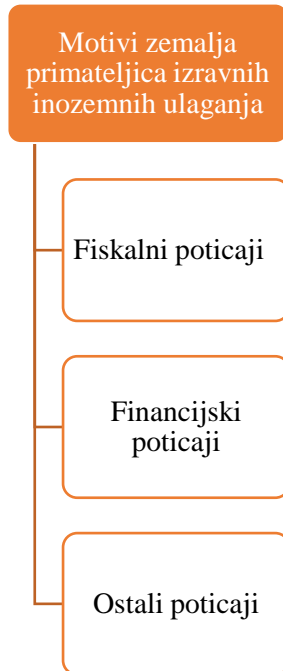 Motivi zemalja
primateljica izravnih
inozemnih ulaganja
Fiskalni poticaji
Financijski
poticaji
Ostali poticaji